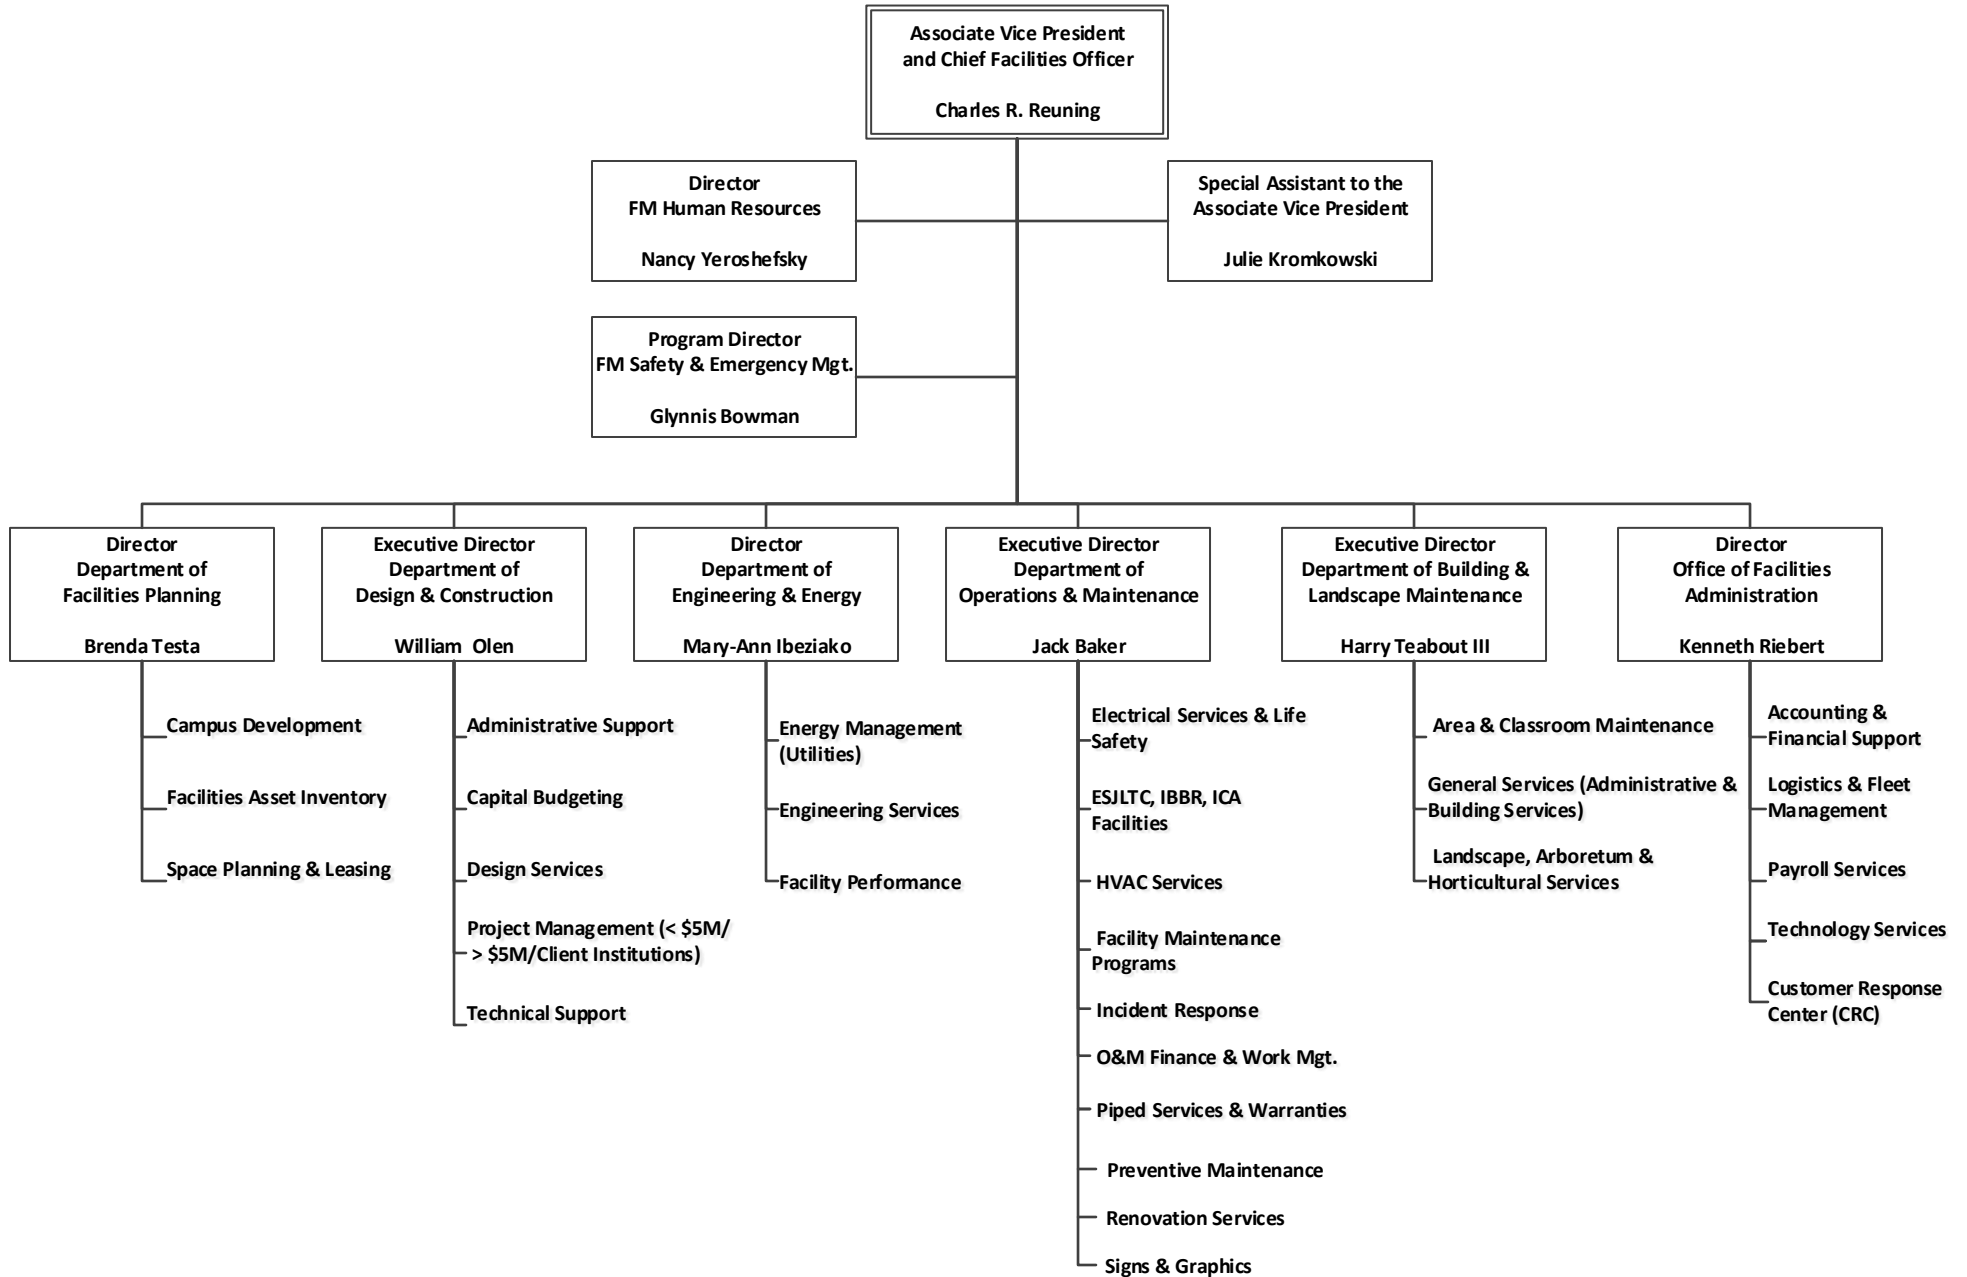 Associate Vice President
and Chief Facilities Officer
Charles R. Reuning
Director
FM Human Resources
Nancy Yeroshefsky
Special Assistant to the
Associate Vice President
Julie Kromkowski
Program Director
FM Safety & Emergency Mgt.
Glynnis Bowman
Director
Department of
Facilities Planning
Brenda Testa
Campus Development
Facilities Asset Inventory
Space Planning & Leasing
Executive Director
Department of
Design & Construction
William  Olen
Administrative Support
Capital Budgeting
Design Services
Project Management (< $5M/
> $5M/Client Institutions)
Technical Support
Director
Department of
Engineering & Energy
Mary-Ann Ibeziako
Energy Management
(Utilities)
Engineering Services
Facility Performance
Executive Director
Department of
Operations & Maintenance
Jack Baker
Electrical Services & Life
Safety
ESJLTC, IBBR, ICA
Facilities
HVAC Services
Facility Maintenance
Programs
Incident Response
O&M Finance & Work Mgt.
Piped Services & Warranties
Preventive Maintenance
Renovation Services
Signs & Graphics
Executive Director
Department of Building &
Landscape Maintenance
Harry Teabout III
Area & Classroom Maintenance
General Services (Administrative &
Building Services)
Landscape, Arboretum &
Horticultural Services
Director
Office of Facilities
Administration
Kenneth Riebert
Accounting &
Financial Support
Logistics & Fleet
Management
Payroll Services
Technology Services
Customer Response
Center (CRC)